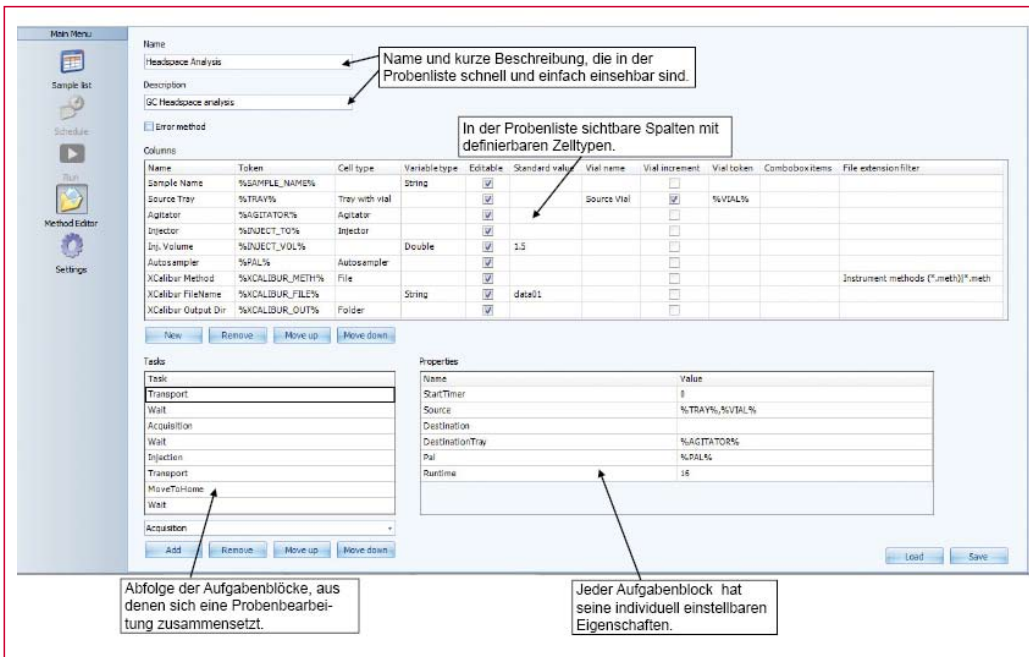 Main Menu
Sample list
Schedule
Run
Method Editor
Settings
Name
Headspace Analysis
Name und kurze Beschreibung, die in der
Probenliste schnell und einfach einsehbar sind.
Description
GC Headspace analysis
Error method
In der Probenliste sichtbare Spalten mit
definierbaren Zelltypen.
Columns
Name Token Cell type Variable type Editable Standard value Vial name Vial increment Vial token Combobox items File extension filter
Sample Name %SAMPLE_NAME% String
Source Tray %TRAY% Tray with vial Source Vial %VIAL%
Agitator %AGITATOR% Agitator
Injector %INJECT_TO% Injector
Inj. Volume %INJECT_VOL% Double 1.5
Autosampler %PAL% Autosampler
XCalibur Method %XCALIBUR_METH% File Instrument methods (*.meth)|*.meth
XCalibur FileName %XCALIBUR_FILE% String data01
XCalibur Output Dir %XCALIBUR_OUT% Folder
New Remove Move up Move down
Tasks
Task
Transport
Wait
Acquisition
Wait
Injection
Transport
MoveToHome
Wait
Acquisition
Add Remove Move up Move down
Properties
Name Value
StartTimer 0
Source %TRAY%,%VIAL%
Destination
DestinationTray %AGITATOR%
Pal %PAL%
Runtime 16
Load Save
Abfolge der Aufgabenblöcke, aus
denen sich eine Probenbearbei-
tung zusammensetzt.
Jeder Aufgabenblock hat
seine individuell einstellbaren
Eigenschaften.